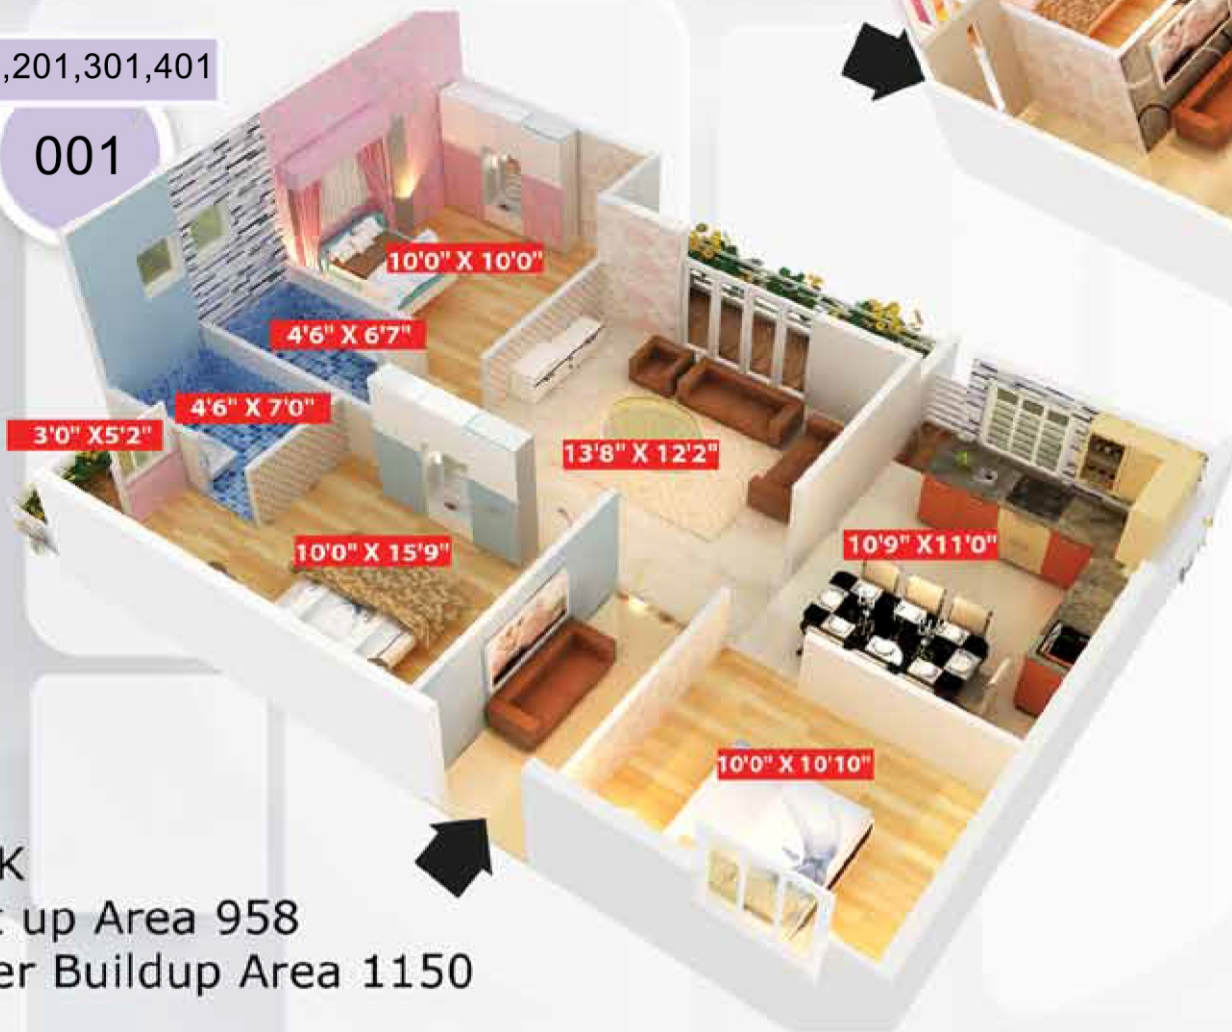 ,201,301,401
001
10'0" X 10'0"
4'6" X 6'7"
4'6" X 7'0"
3'0" X5'2"
13'8" X 12'2"
10'0" X 15'9"
10'9" X11'0"
10'0" X 10'10"
K
t up Area 958
er Buildup Area 1150